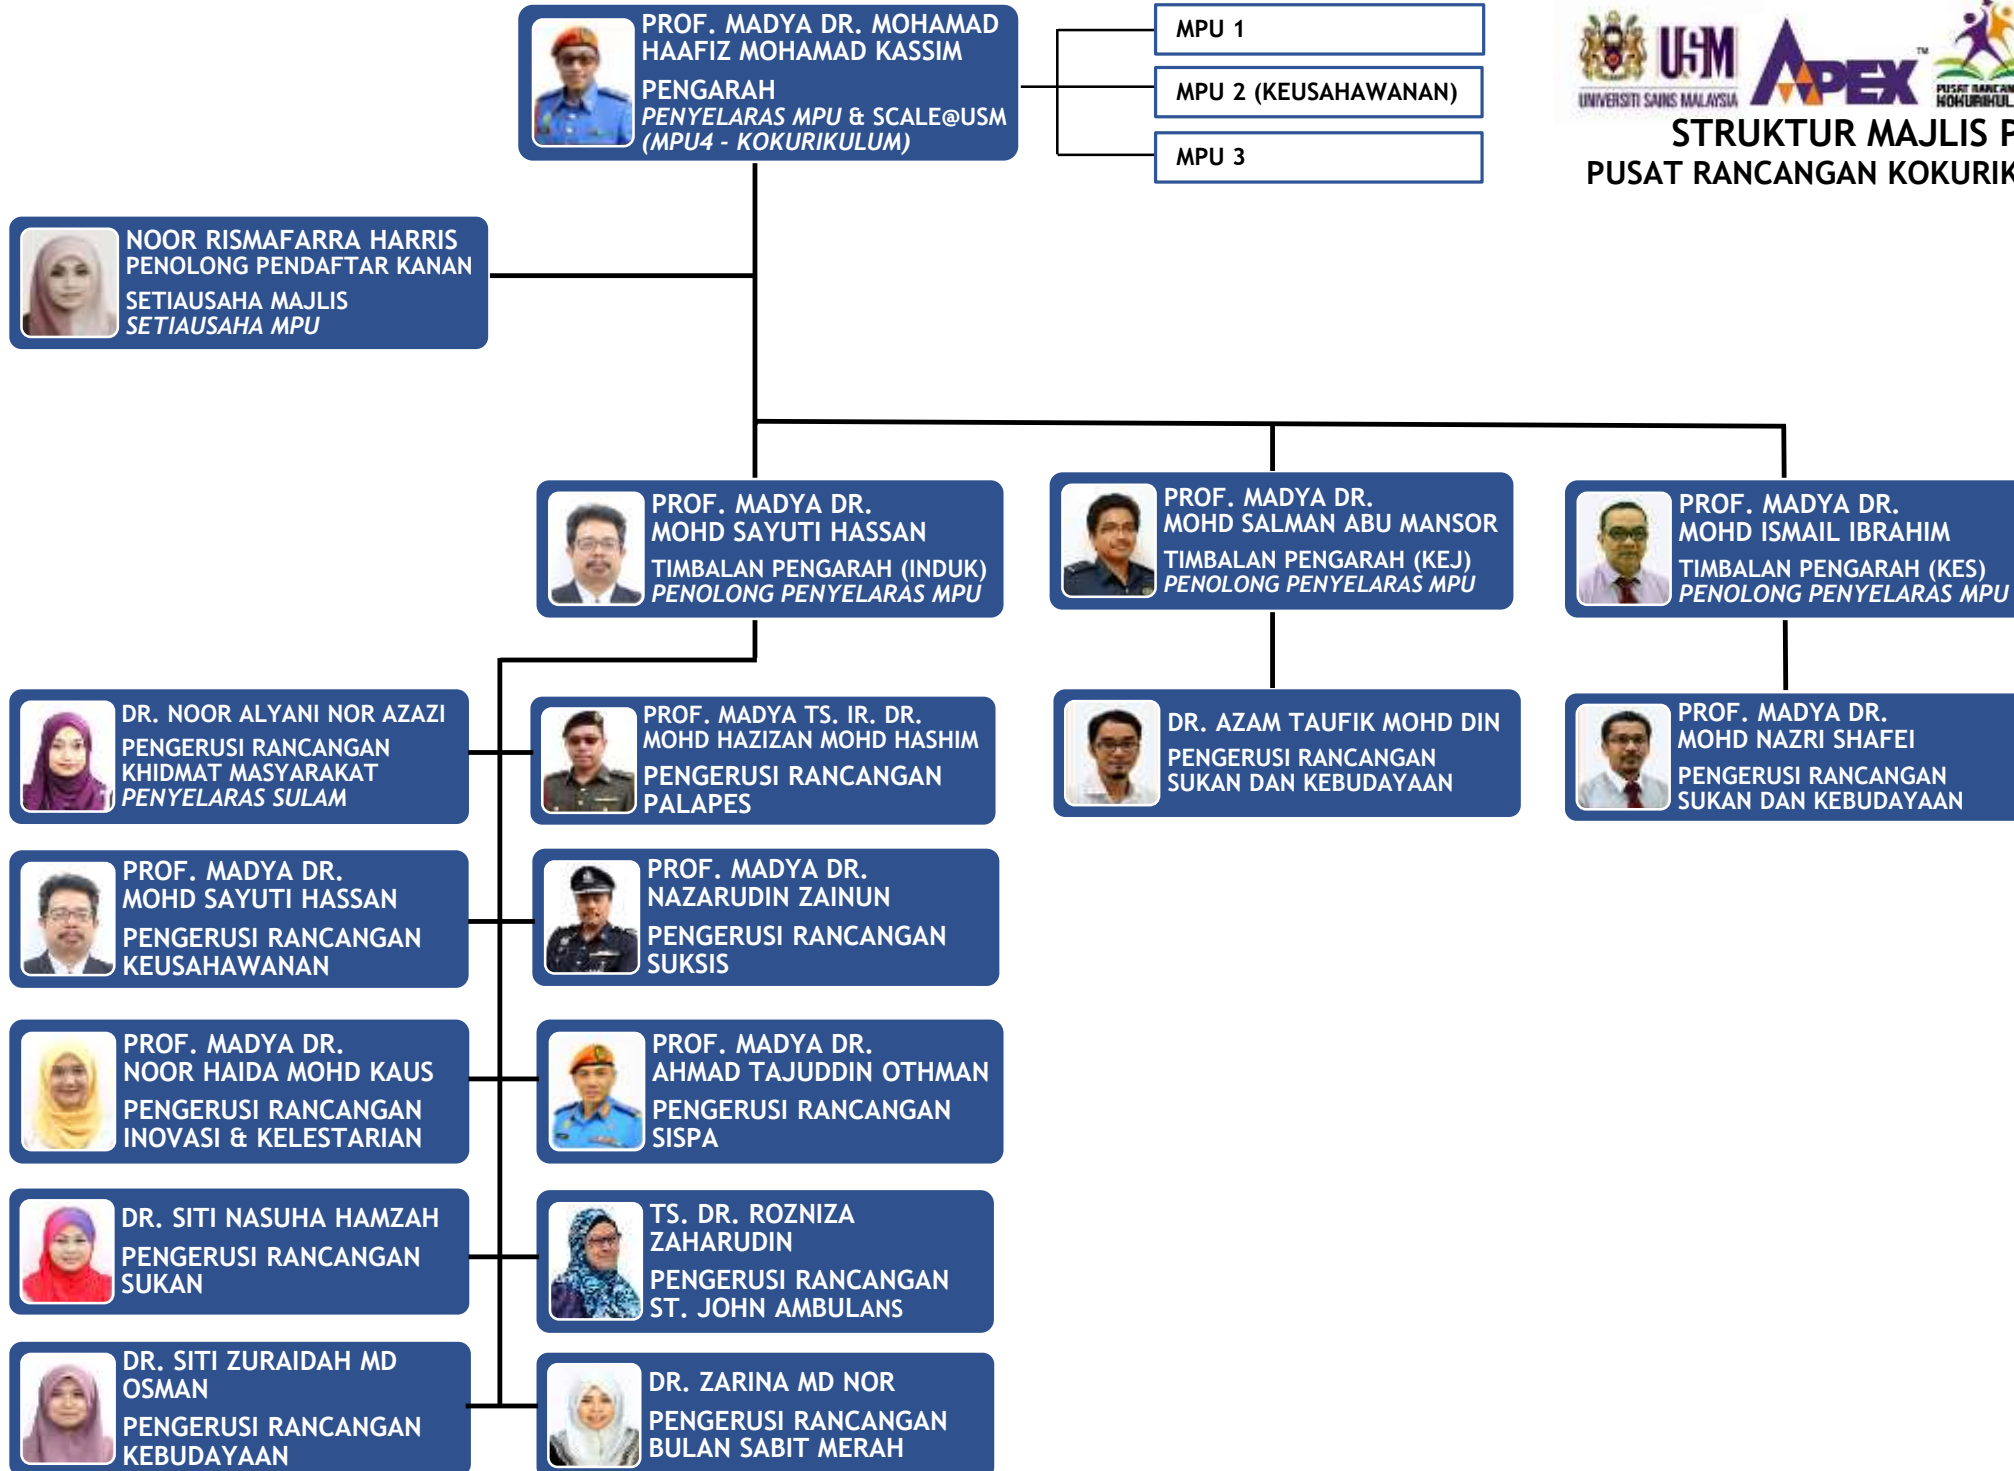 PROF. MADYA DR. MOHAMAD
HAAFIZ MOHAMAD KASSIM
PENGARAH
PENYELARAS MPU & SCALE@USM
(MPU4 - KOKURIKULUM)
MPU 1
MPU 2 (KEUSAHAWANAN)
MPU 3
USM
UNIVERSITI SAINS MALAYSIA
APEX
TM
STRUKTUR MAJLIS P
PUSAT RANCANGAN KOKURIK
NOOR RISMAFARRA HARRIS
PENOLONG PENDAFTAR KANAN
SETIAUSAHA MAJLIS
SETIAUSAHA MPU
PROF. MADYA DR.
MOHD SAYUTI HASSAN
TIMBALAN PENGARAH (INDUK)
PENOLONG PENYELARAS MPU
PROF. MADYA DR.
MOHD SALMAN ABU MANSOR
TIMBALAN PENGARAH (KEJ)
PENOLONG PENYELARAS MPU
PROF. MADYA DR.
MOHD ISMAIL IBRAHIM
TIMBALAN PENGARAH (KES)
PENOLONG PENYELARAS MPU
DR. NOOR ALYANI NOR AZAZI
PENGERUSI RANCANGAN
KHIDMAT MASYARAKAT
PENYELARAS SULAM
PROF. MADYA TS. IR. DR.
MOHD HAZIZAN MOHD HASHIM
PENGERUSI RANCANGAN
PALAPES
DR. AZAM TAUFIK MOHD DIN
PENGERUSI RANCANGAN
SUKAN DAN KEBUDAYAAN
PROF. MADYA DR.
MOHD NAZRI SHAFEI
PENGERUSI RANCANGAN
SUKAN DAN KEBUDAYAAN
PROF. MADYA DR.
MOHD SAYUTI HASSAN
PENGERUSI RANCANGAN
KEUSAHAWANAN
PROF. MADYA DR.
NAZARUDIN ZAINUN
PENGERUSI RANCANGAN
SUKSIS
PROF. MADYA DR.
NOOR HAIDA MOHD KAUS
PENGERUSI RANCANGAN
INOVASI & KELESTARIAN
PROF. MADYA DR.
AHMAD TAJUDDIN OTHMAN
PENGERUSI RANCANGAN
SISPA
DR. SITI NASUHA HAMZAH
PENGERUSI RANCANGAN
SUKAN
TS. DR. ROZNIZA
ZAHARUDIN
PENGERUSI RANCANGAN
ST. JOHN AMBULANS
DR. SITI ZURAIDAH MD
OSMAN
PENGERUSI RANCANGAN
KEBUDAYAAN
DR. ZARINA MD NOR
PENGERUSI RANCANGAN
BULAN SABIT MERAH